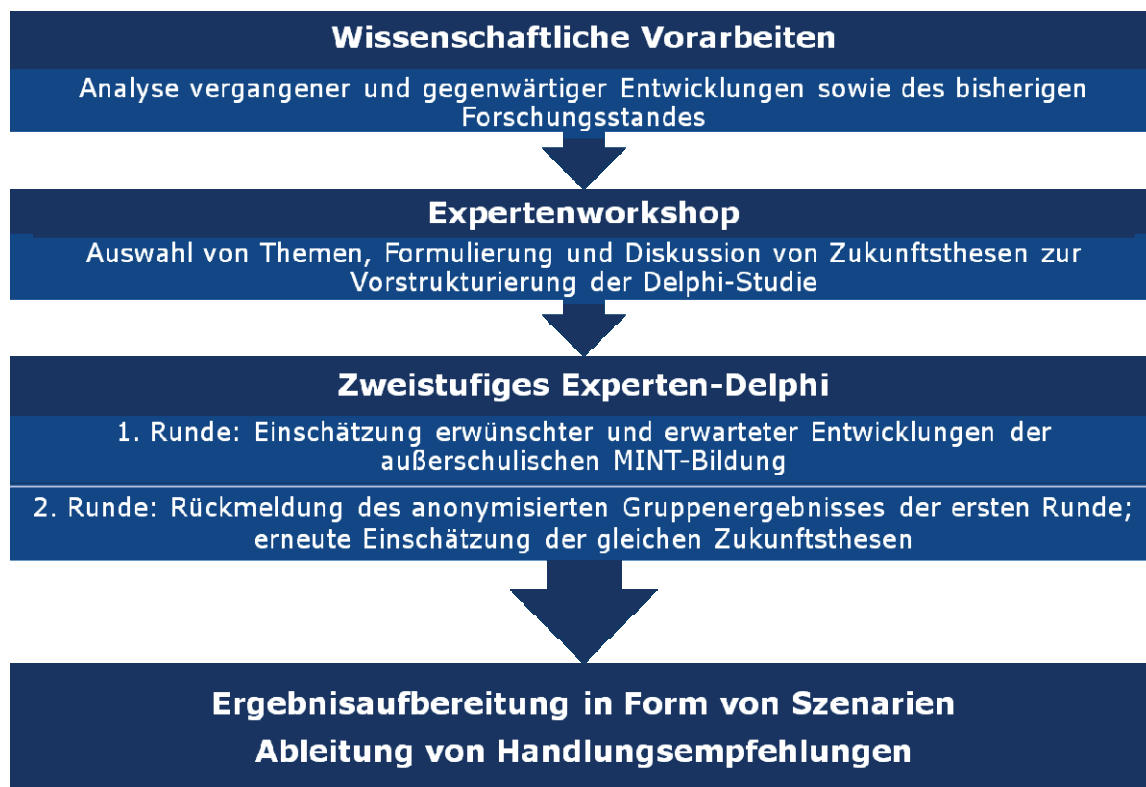 Wissenschaftliche Vorarbeiten
Analyse vergangener und gegenwärtiger Entwicklungen sowie des bisherigen
Forschungsstandes
Expertenworkshop
Auswahl von Themen, Formulierung und Diskussion von Zukunftsthesen zur
Vorstrukturierung der Delphi-Studie
Zweistufiges Experten-Delphi
1. Runde: Einschätzung erwünschter und erwarteter Entwicklungen der
außerschulischen MINT-Bildung
2. Runde: Rückmeldung des anonymisierten Gruppenergebnisses der ersten Runde;
erneute Einschätzung der gleichen Zukunftsthesen
Ergebnisaufbereitung in Form von Szenarien
Ableitung von Handlungsempfehlungen